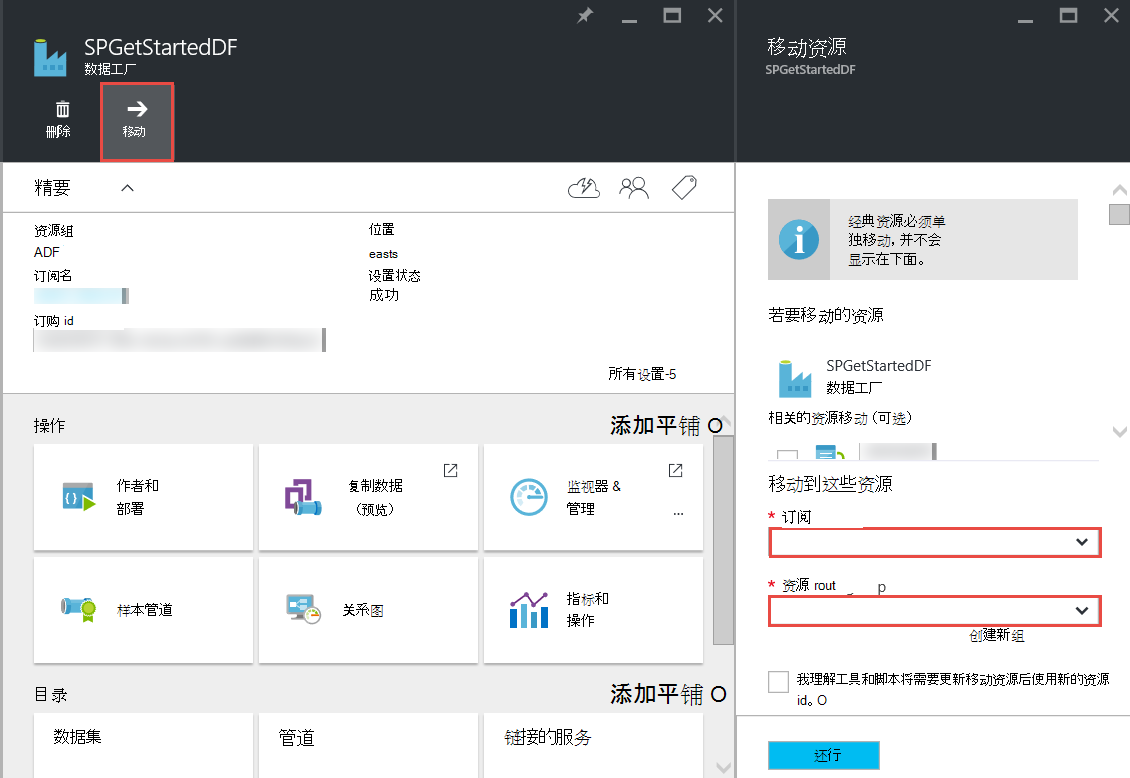 SPGetStartedDF
数据工厂
删除
移动
精要
资源组
ADF
订阅名
订购 id
位置
easts
设置状态
成功
所有设置-5
操作
添加平铺 O
作者和
部署
复制数据
（预览）
监视器 &
管理
...
样本管道
关系图
指标和
操作
目录
添加平铺 O
数据集
管道
链接的服务
移动资源
SPGetStartedDF
经典资源必须单
独移动，并不会
显示在下面。
若要移动的资源
SPGetStartedDF
数据工厂
相关的资源移动（可选）
移动到这些资源
* 订阅
* 资源 rout p
创建新组
我理解工具和脚本将需要更新移动资源后使用新的资源
id。O
还行